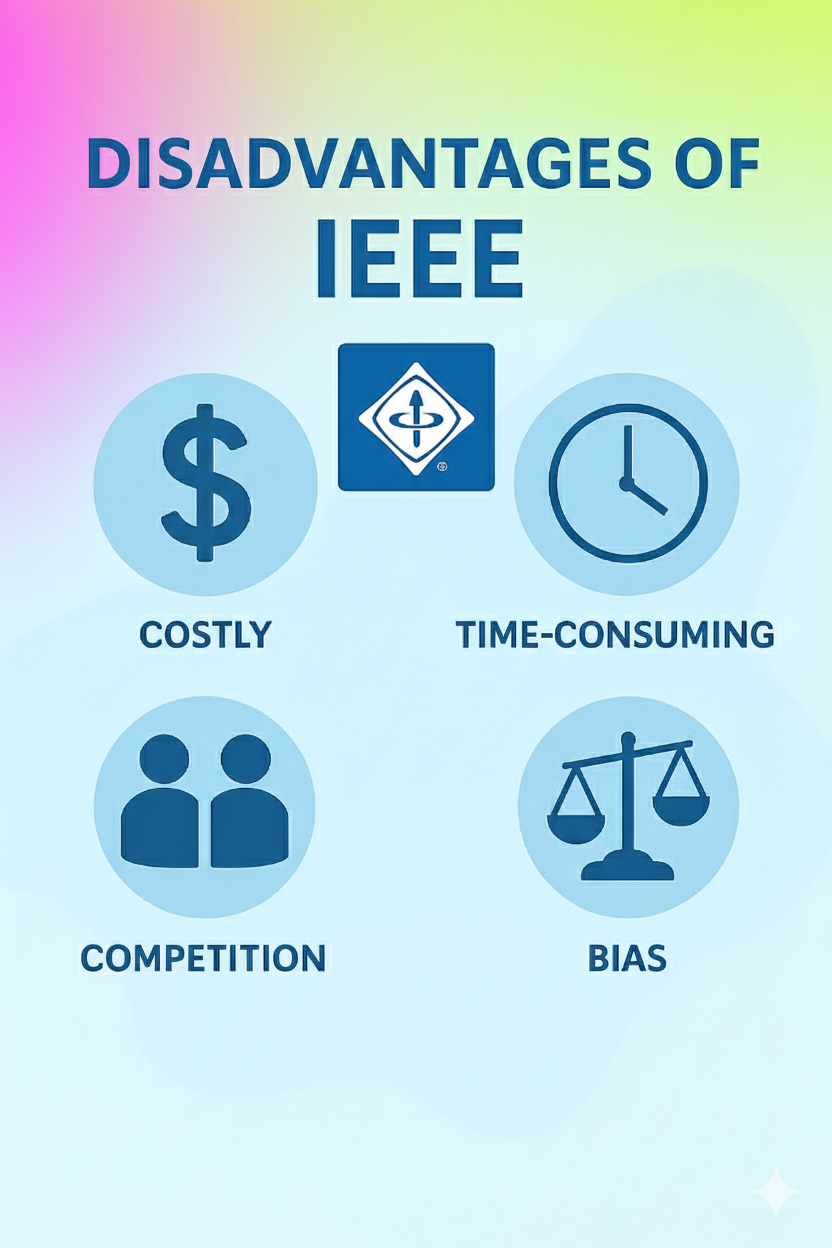 DISADVANTAGES OF
IEEE
COSTLY
TIME-CONSUMING
COMPETITION
BIAS